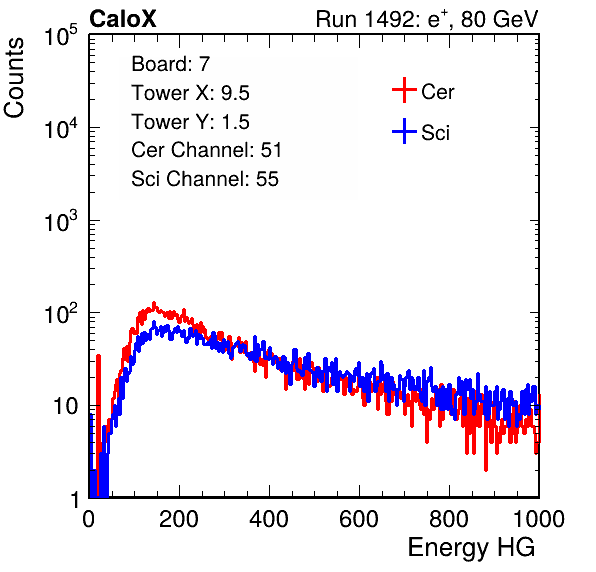 CaloX Run 1492: e⁺, 80 GeV
Counts
Board: 7
Tower X: 9.5
Tower Y: 1.5
Cer Channel: 51
Sci Channel: 55
Cer
Sci
10⁵
10⁴
10³
10²
10
1
0 200 400 600 800 1000
Energy HG